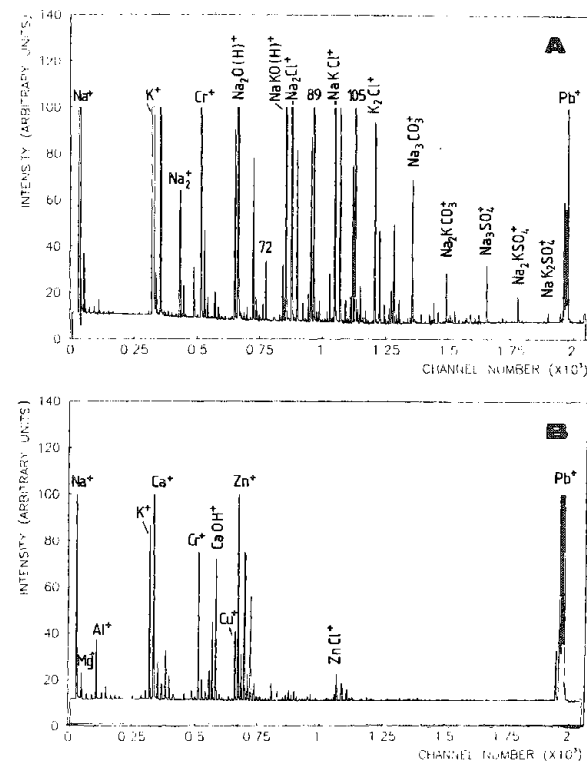 A
INTENSITY (ARBITRARY UNITS)
140
120
100
80
60
40
20
0
Na⁺
K⁺
Na₂⁺
Cr⁺
Na₂O(H)⁺
72
NaKO(H)⁺
Na₂Cl⁺
89
NaKCl⁺
105
K₂Cl⁺
Na₃CO₃⁺
Na₂KCO₃⁺
Na₃SO₄⁺
Na₂KSO₄⁺
NaK₂SO₄⁺
Pb⁺
0 0.25 0.5 0.75 1 1.25 1.5 1.75 2
CHANNEL NUMBER (X10³)
B
INTENSITY (ARBITRARY UNITS)
140
120
100
80
60
40
20
0
Na⁺
Mg⁺
Al⁺
K⁺
Ca⁺
Cr⁺
CaOH⁺
Cu⁺
Zn⁺
ZnCl⁺
Pb⁺
0 0.25 0.5 0.75 1 1.25 1.5 1.75 2
CHANNEL NUMBER (X10³)